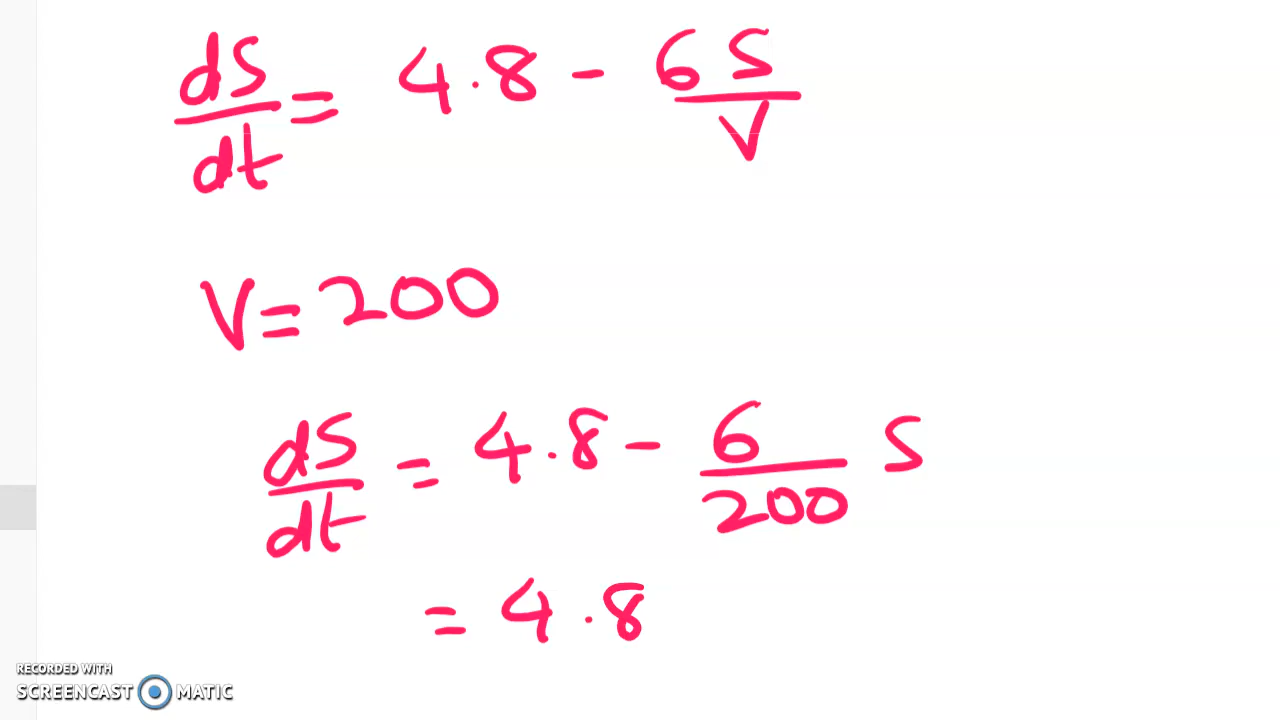 dS/dt = 4.8 - 6S/V
V = 200
dS/dt = 4.8 - 6/200 S
= 4.8
RECORDED WITH
SCREENCAST MATIC